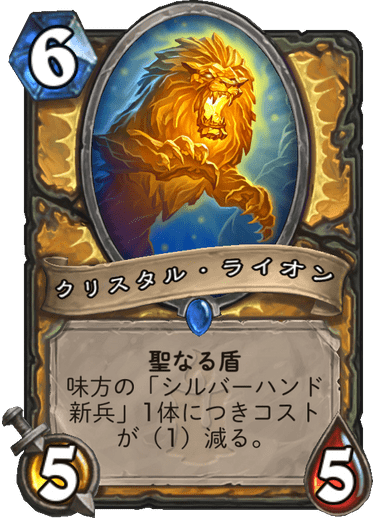 6
クリスタル・ライオン
聖なる盾
味方の「シルバーハンド
新兵」1体につきコスト
が（1）減る。
5
5